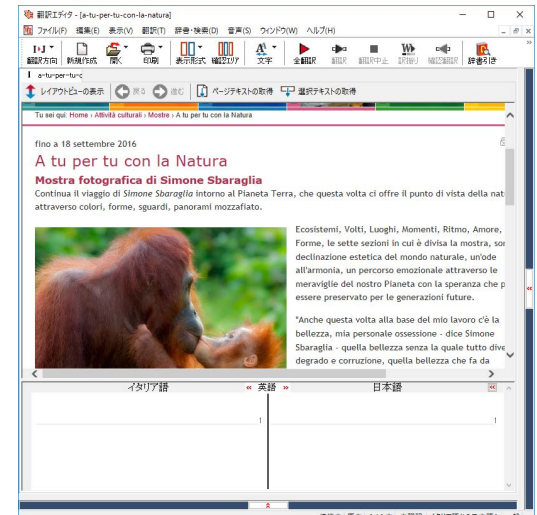 翻訳エディタ - [a-tu-per-tu-con-la-natura]
ファイル(F) 編集(E) 表示(V) 翻訳(T) 辞書・検索(D) 音声(S) ウィンドウ(W) ヘルプ(H)
翻訳方向 新規作成 開く 印刷 表示形式 確認エリア 文字 全翻訳 翻訳 翻訳中止 訳振り 確認翻訳 辞書引き
a-tu-per-tu-c
レイアウトビューの表示 戻る 進む ページテキストの取得 選択テキストの取得
Tu sei qui: Home › Attività culturali › Mostre › A tu per tu con la Natura
fino a 18 settembre 2016
A tu per tu con la Natura
Mostra fotografica di Simone Sbaraglia
Continua il viaggio di Simone Sbaraglia intorno al Pianeta Terra, che questa volta ci offre il punto di vista della nat
attraverso colori, forme, sguardi, panorami mozzafiato.
Ecosistemi, Volti, Luoghi, Momenti, Ritmo, Amore,
Forme, le sette sezioni in cui è divisa la mostra, sor
declinazione estetica del mondo naturale, un'ode
all'armonia, un percorso emozionale attraverso le
meraviglie del nostro Pianeta con la speranza che p
essere preservato per le generazioni future.
"Anche questa volta alla base del mio lavoro c'è la
bellezza, mia personale ossessione - dice Simone
Sbaraglia - quella bellezza senza la quale tutto dive
degrado e corruzione, quella bellezza che fa da
イタリア語 « 英語 » 日本語
1 1